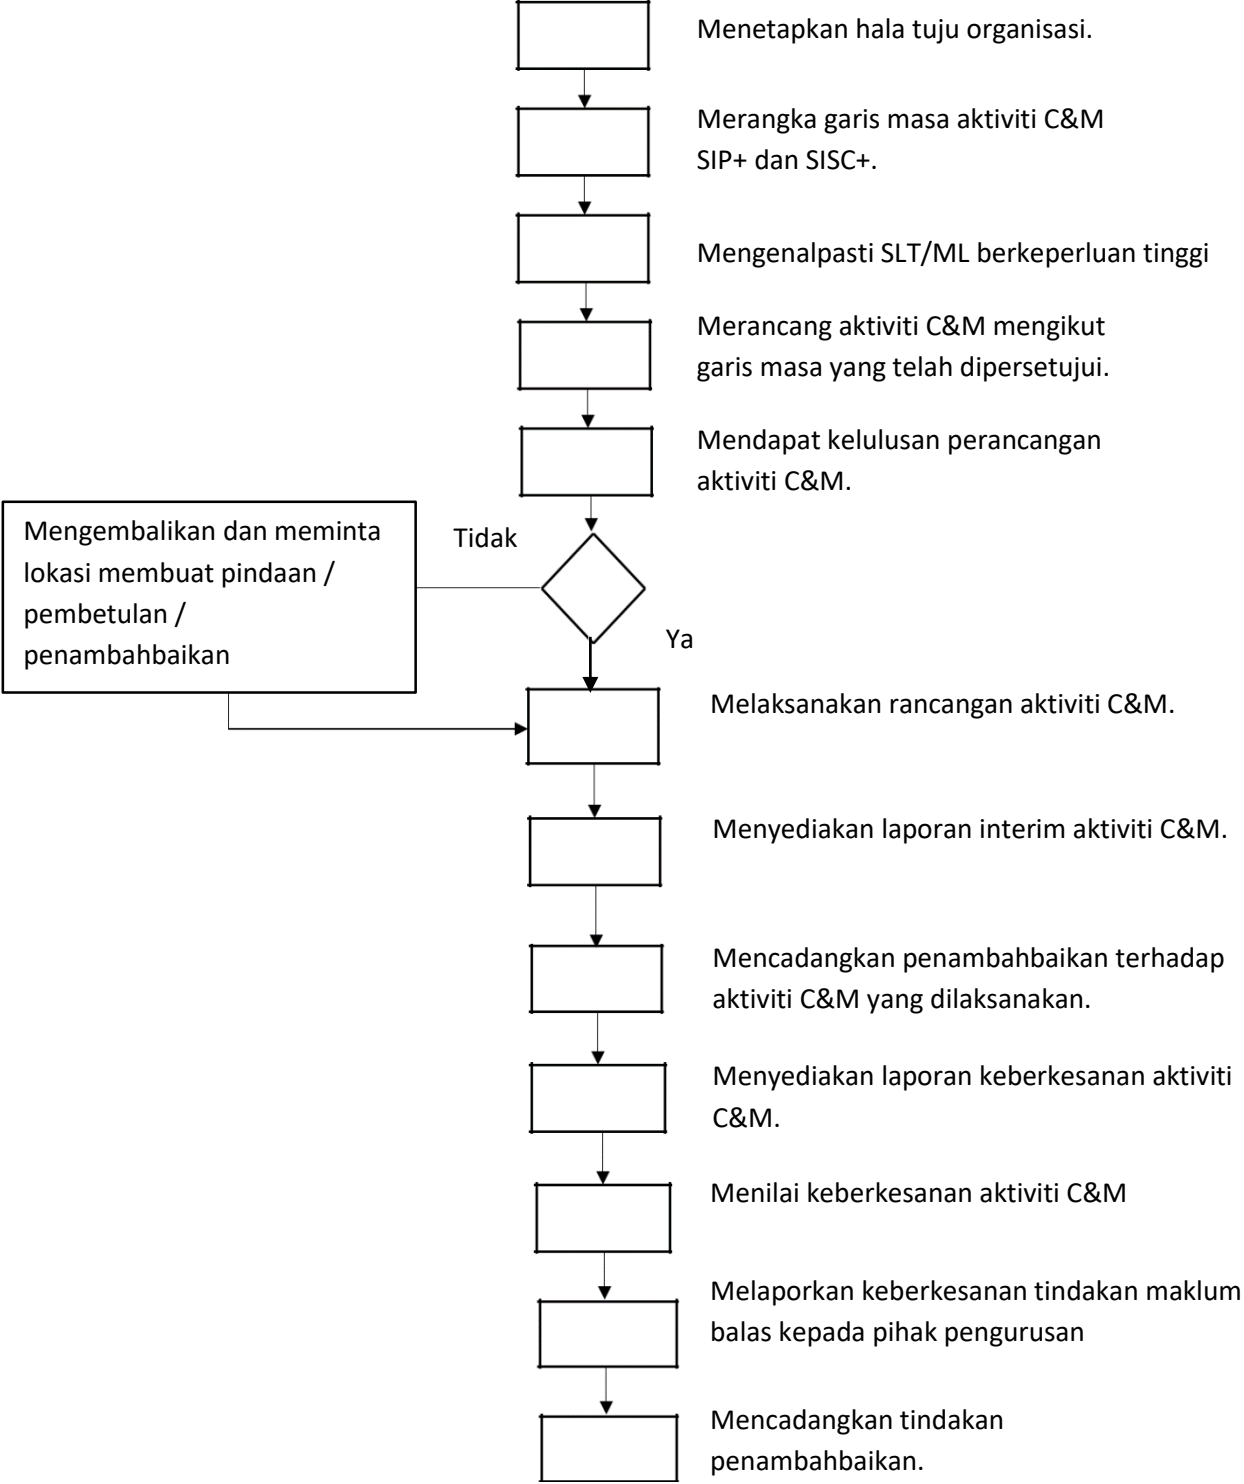 Menetapkan hala tuju organisasi.
Merangka garis masa aktiviti C&M
SIP+ dan SISC+.
Mengenalpasti SLT/ML berkeperluan tinggi
Merancang aktiviti C&M mengikut
garis masa yang telah dipersetujui.
Mendapat kelulusan perancangan
aktiviti C&M.
Mengembalikan dan meminta
lokasi membuat pindaan /
pembetulan /
penambahbaikan
Tidak
Ya
Melaksanakan rancangan aktiviti C&M.
Menyediakan laporan interim aktiviti C&M.
Mencadangkan penambahbaikan terhadap
aktiviti C&M yang dilaksanakan.
Menyediakan laporan keberkesanan aktiviti
C&M.
Menilai keberkesanan aktiviti C&M
Melaporkan keberkesanan tindakan maklum
balas kepada pihak pengurusan
Mencadangkan tindakan
penambahbaikan.